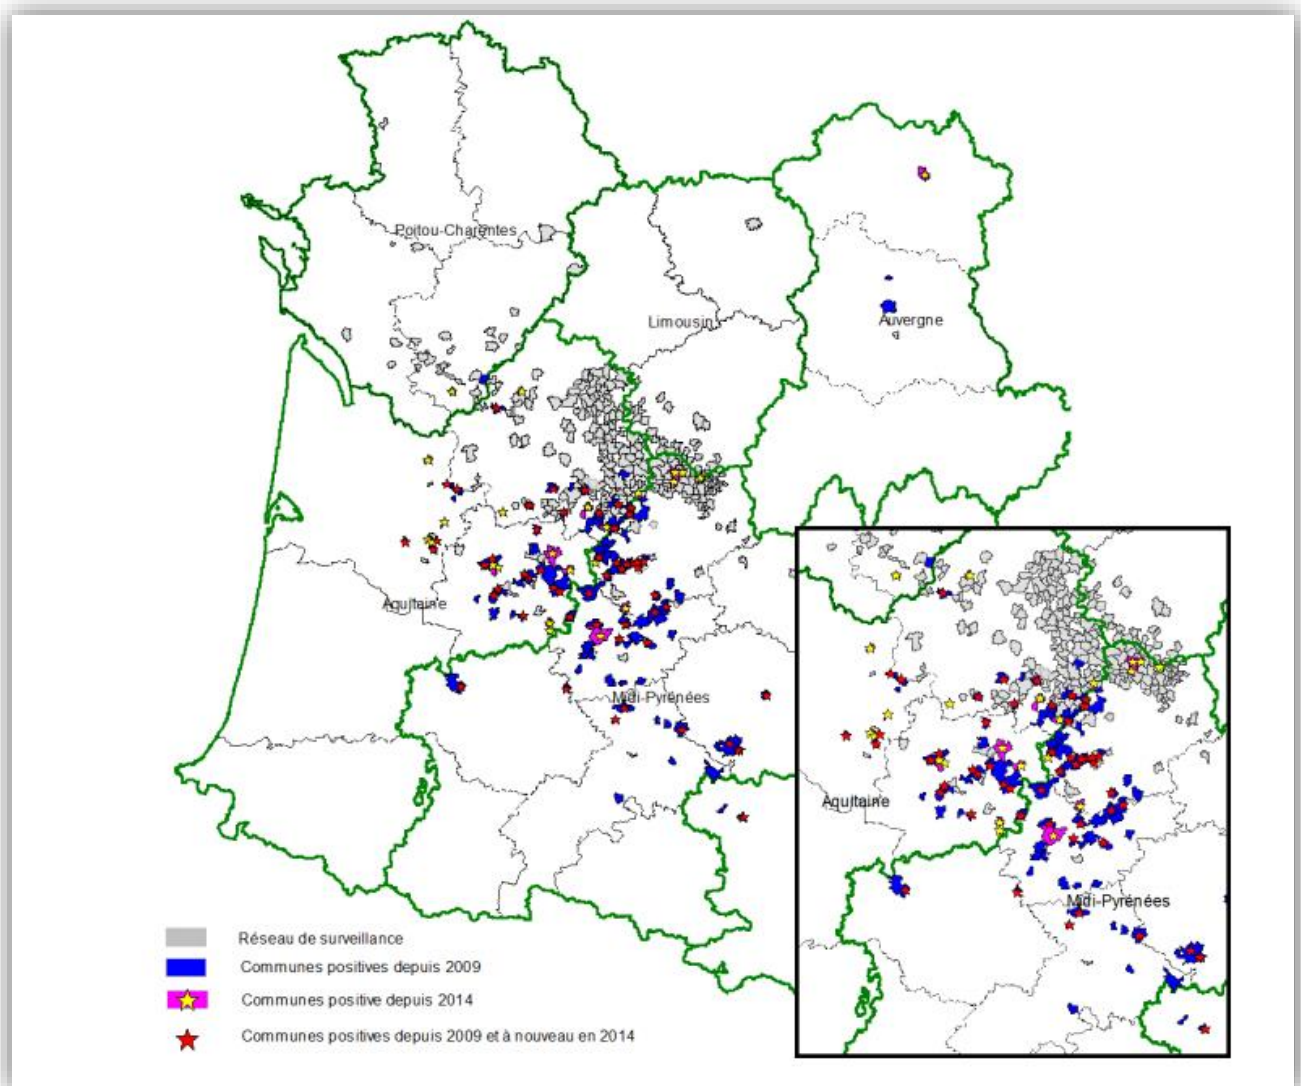 Poitou-Charentes
Limousin
Auvergne
Aquitaine
Midi-Pyrénées
Aquitaine
Midi-Pyrénées
Réseau de surveillance
Communes positives depuis 2009
Communes positive depuis 2014
Communes positives depuis 2009 et à nouveau en 2014